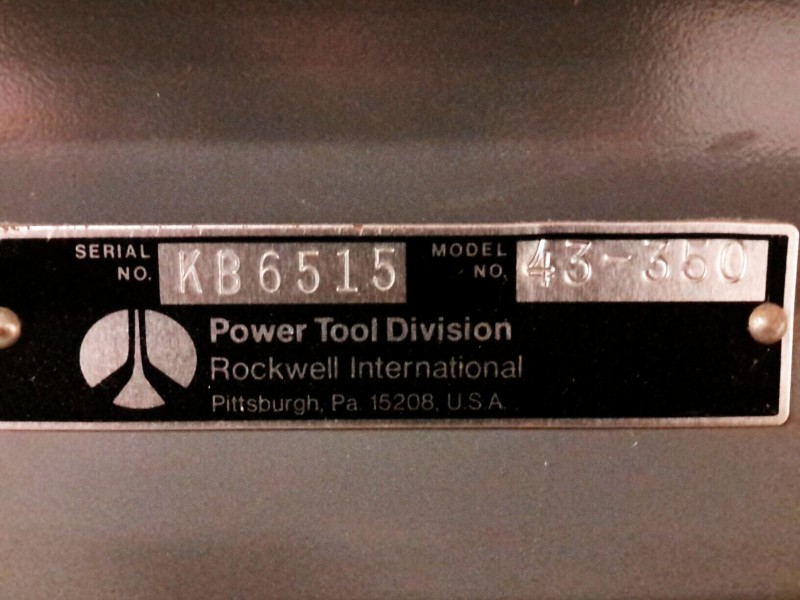 SERIAL NO. KB6515 MODEL NO. 43-350
Power Tool Division
Rockwell International
Pittsburgh, Pa. 15208, U.S.A.